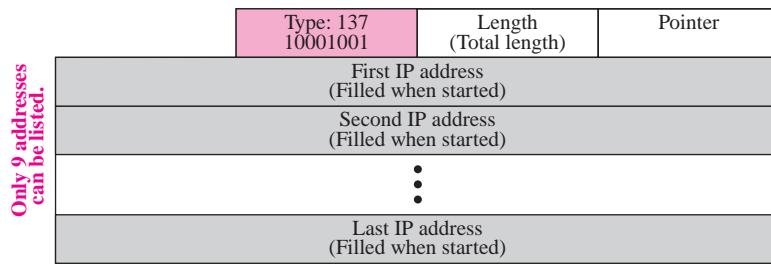 Type: 137
10001001
Length
(Total length)
Pointer
Only 9 addresses
can be listed.
First IP address
(Filled when started)
Second IP address
(Filled when started)
Last IP address
(Filled when started)